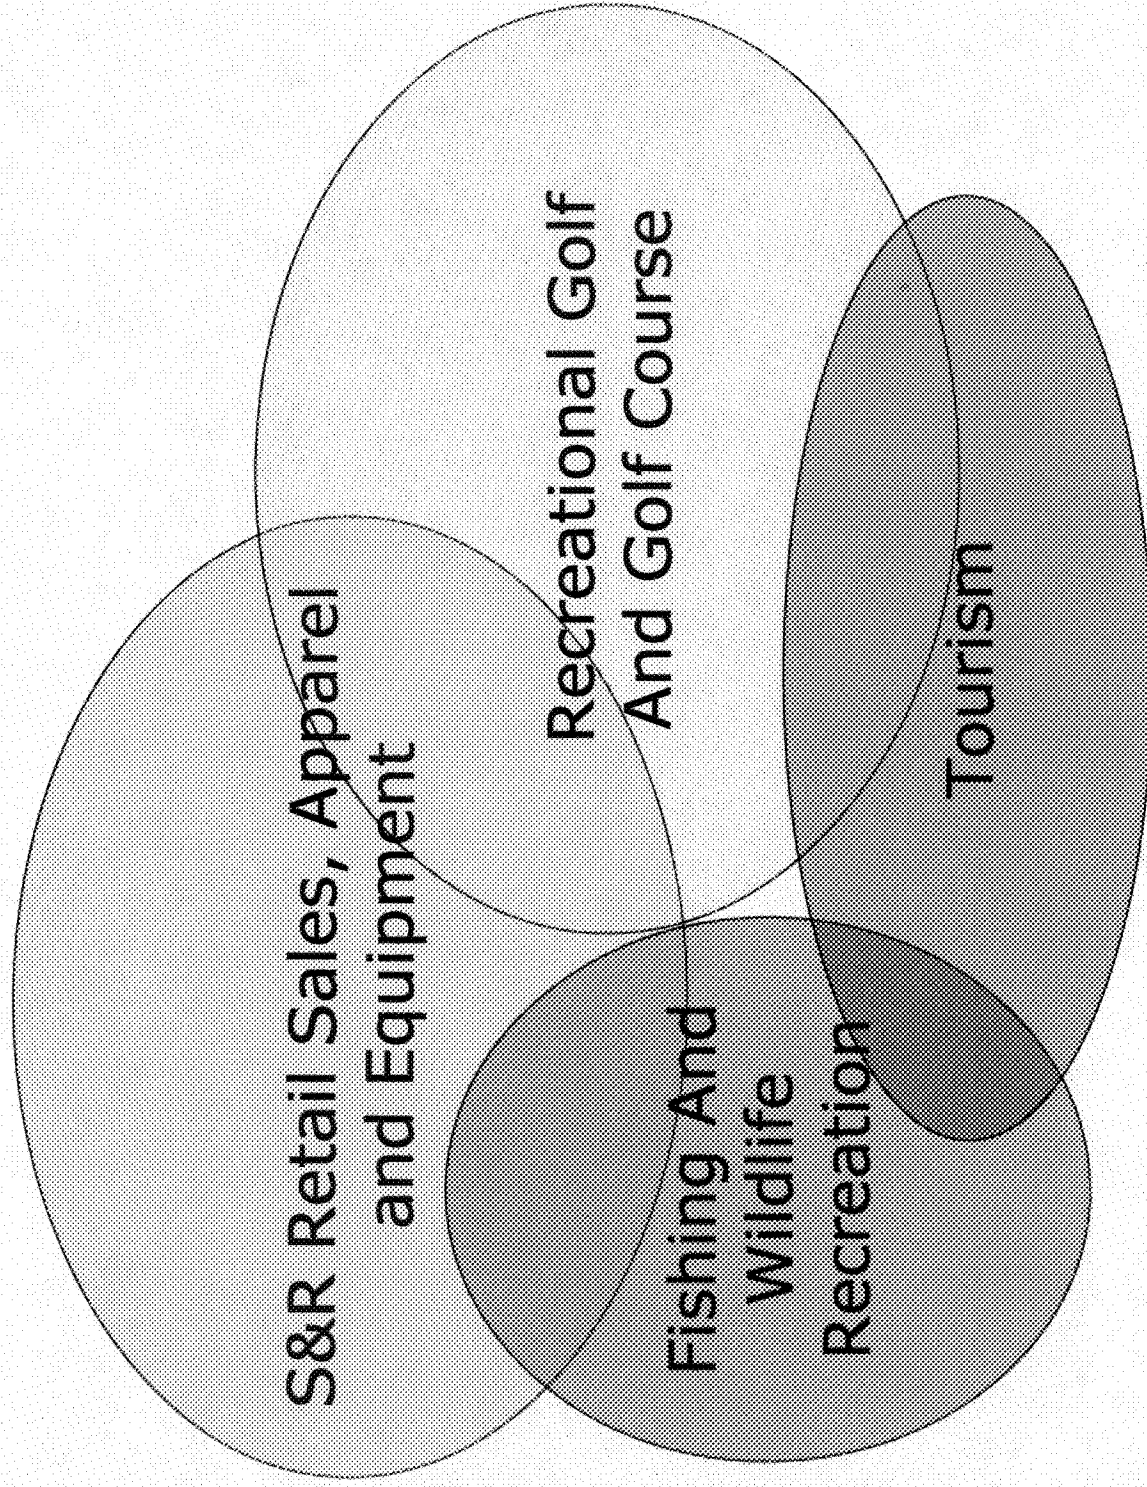 S&R Retail Sales, Apparel
and Equipment
Recreational Golf
And Golf Course
Fishing And
Wildlife
Recreation
Tourism